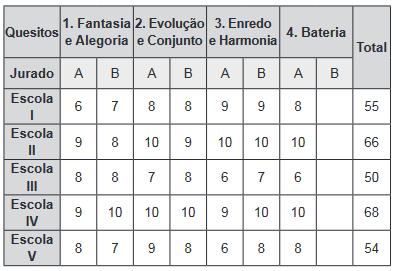 Quesitos 1. Fantasia e Alegoria 2. Evolução e Conjunto 3. Enredo e Harmonia 4. Bateria Total
Jurado A B A B A B A B
Escola I 6 7 8 8 9 9 8 55
Escola II 9 8 10 9 10 10 10 66
Escola III 8 8 7 8 6 7 6 50
Escola IV 9 10 10 10 9 10 10 68
Escola V 8 7 9 8 6 8 8 54